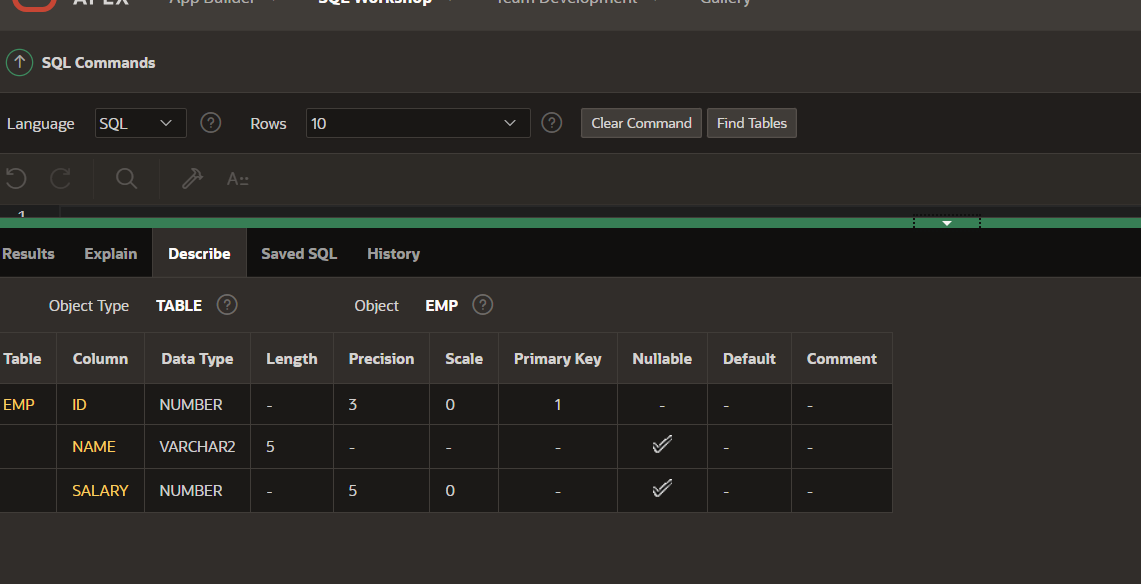 APEX App Builder SQL Workshop Team Development Gallery
SQL Commands
Language SQL Rows 10 Clear Command Find Tables
A::
1
Results Explain Describe Saved SQL History
Object Type TABLE Object EMP
Table Column Data Type Length Precision Scale Primary Key Nullable Default Comment
EMP ID NUMBER - 3 0 1 - - -
NAME VARCHAR2 5 - - - - -
SALARY NUMBER - 5 0 - - -